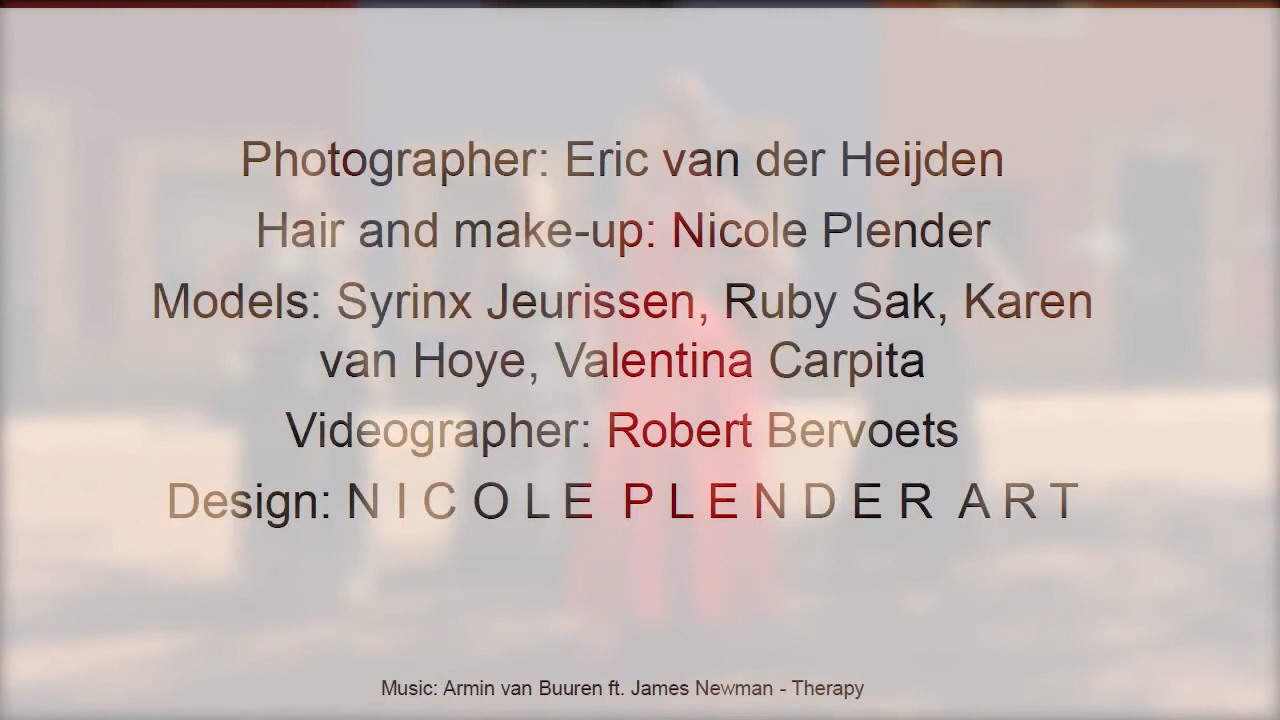 Photographer: Eric van der Heijden
Hair and make-up: Nicole Plender
Models: Syrinx Jeurissen, Ruby Sak, Karen
van Hoye, Valentina Carpita
Videographer: Robert Bervoets
Design: N I C O L E P L E N D E R A R T
Music: Armin van Buuren ft. James Newman - Therapy